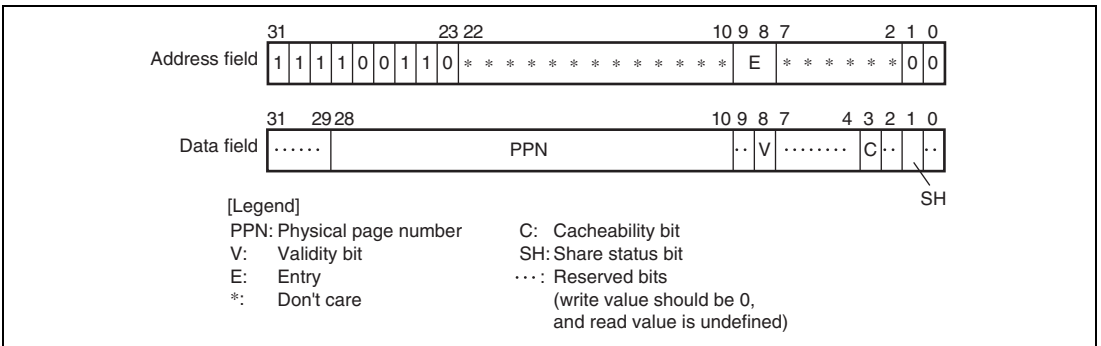 31 23 22 10 9 8 7 2 1 0
Address field 1 1 1 1 0 0 1 1 0 * * * * * * * * * * * * * E * * * * * * 0 0
31 29 28 10 9 8 7 4 3 2 1 0
Data field ...... PPN .. V ........ C .. ..
SH
[Legend]
PPN: Physical page number C: Cacheability bit
V: Validity bit SH: Share status bit
E: Entry ...: Reserved bits
*: Don't care (write value should be 0,
and read value is undefined)